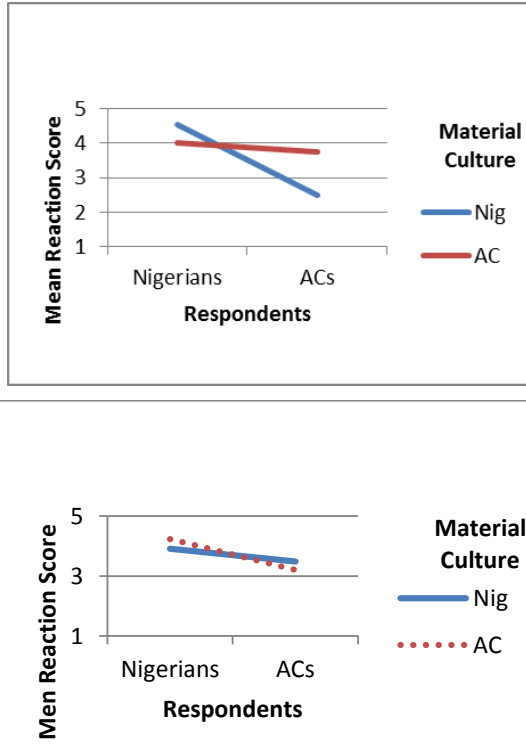 Mean Reaction Score
5
4
3
2
1
Nigerians
ACs
Respondents
Material
Culture
Nig
AC
Men Reaction Score
5
3
1
Nigerians
ACs
Respondents
Material
Culture
Nig
AC